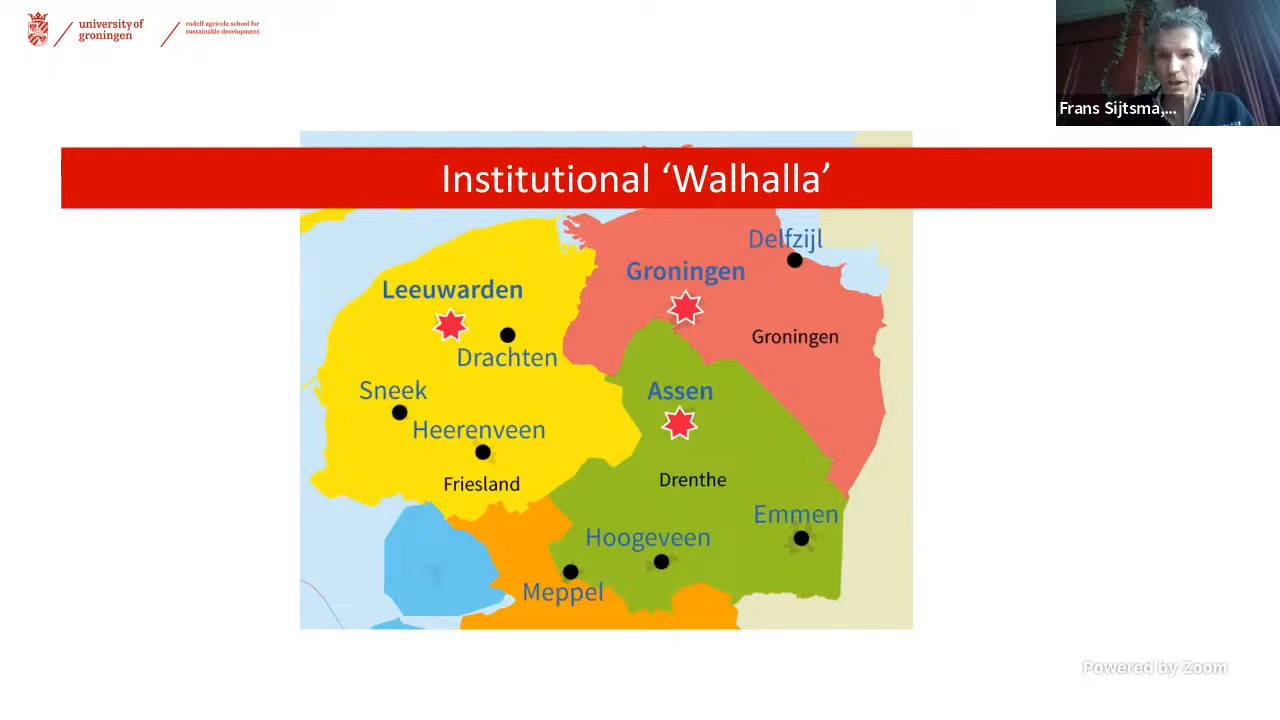 university of
groningen
rudolf agricola school for
sustainable development
Frans Sijtsma,...
Institutional ‘Walhalla’
Delfzijl
Groningen
Leeuwarden
Groningen
Drachten
Sneek
Assen
Heerenveen
Friesland
Drenthe
Emmen
Hoogeveen
Meppel
Powered by Zoom